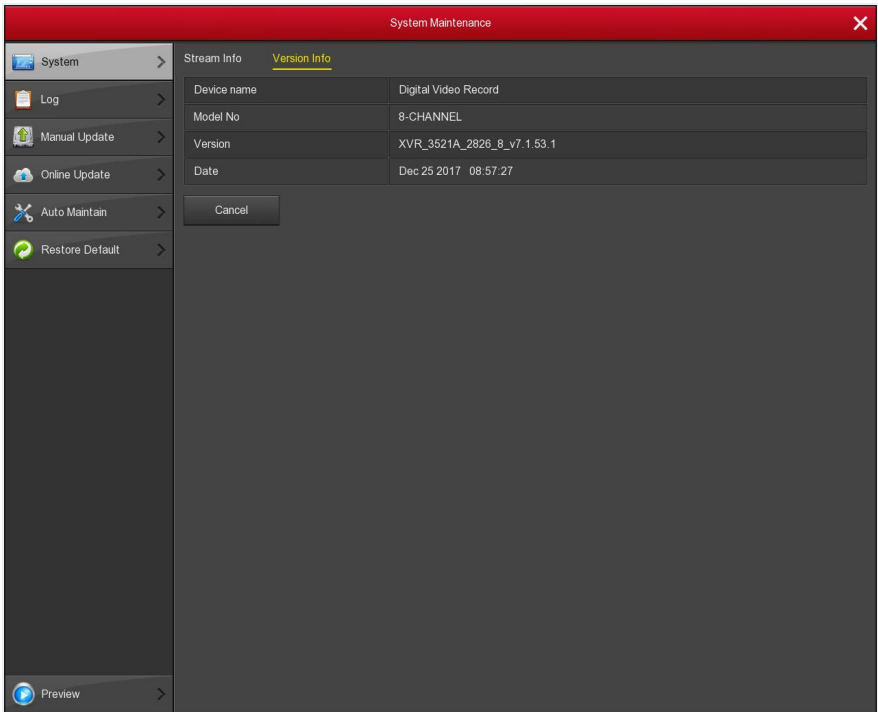 System Maintenance
System
Log
Manual Update
Online Update
Auto Maintain
Restore Default
Preview
Stream Info Version Info
Device name Digital Video Record
Model No 8-CHANNEL
Version XVR_3521A_2826_8_v7.1.53.1
Date Dec 25 2017 08:57:27
Cancel